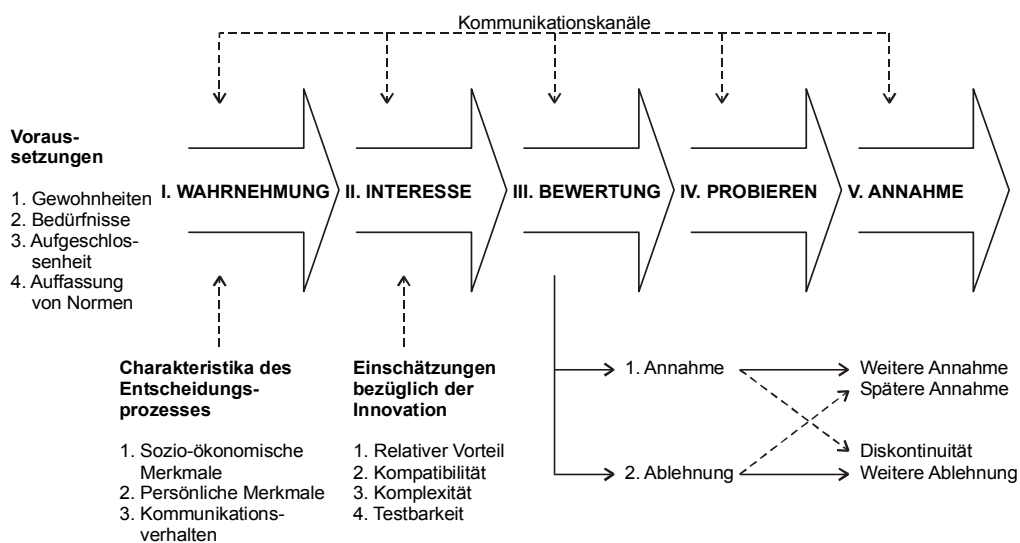 Kommunikationskanäle
Voraus-
setzungen
1. Gewohnheiten
2. Bedürfnisse
3. Aufgeschlos-
senheit
4. Auffassung
von Normen
I. WAHRNEHMUNG
II. INTERESSE
III. BEWERTUNG
IV. PROBIEREN
V. ANNAHME
Charakteristika des
Entscheidungs-
prozesses
1. Sozio-ökonomische
Merkmale
2. Persönliche Merkmale
3. Kommunikations-
verhalten
Einschätzungen
bezüglich der
Innovation
1. Relativer Vorteil
2. Kompatibilität
3. Komplexität
4. Testbarkeit
1. Annahme
2. Ablehnung
Weitere Annahme
Spätere Annahme
Diskontinuität
Weitere Ablehnung